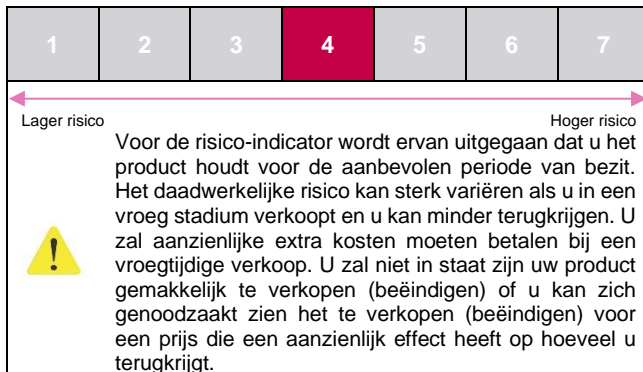 1 2 3 4 5 6 7
Lager risico Hoger risico
Voor de risico-indicator wordt ervan uitgegaan dat u het
product houdt voor de aanbevolen periode van bezit.
Het daadwerkelijke risico kan sterk variëren als u in een
vroeg stadium verkoopt en u kan minder terugkrijgen. U
zal aanzienlijke extra kosten moeten betalen bij een
vroegtijdige verkoop. U zal niet in staat zijn uw product
gemakkelijk te verkopen (beëindigen) of u kan zich
genoodzaakt zien het te verkopen (beëindigen) voor
een prijs die een aanzienlijk effect heeft op hoeveel u
terugkrijgt.